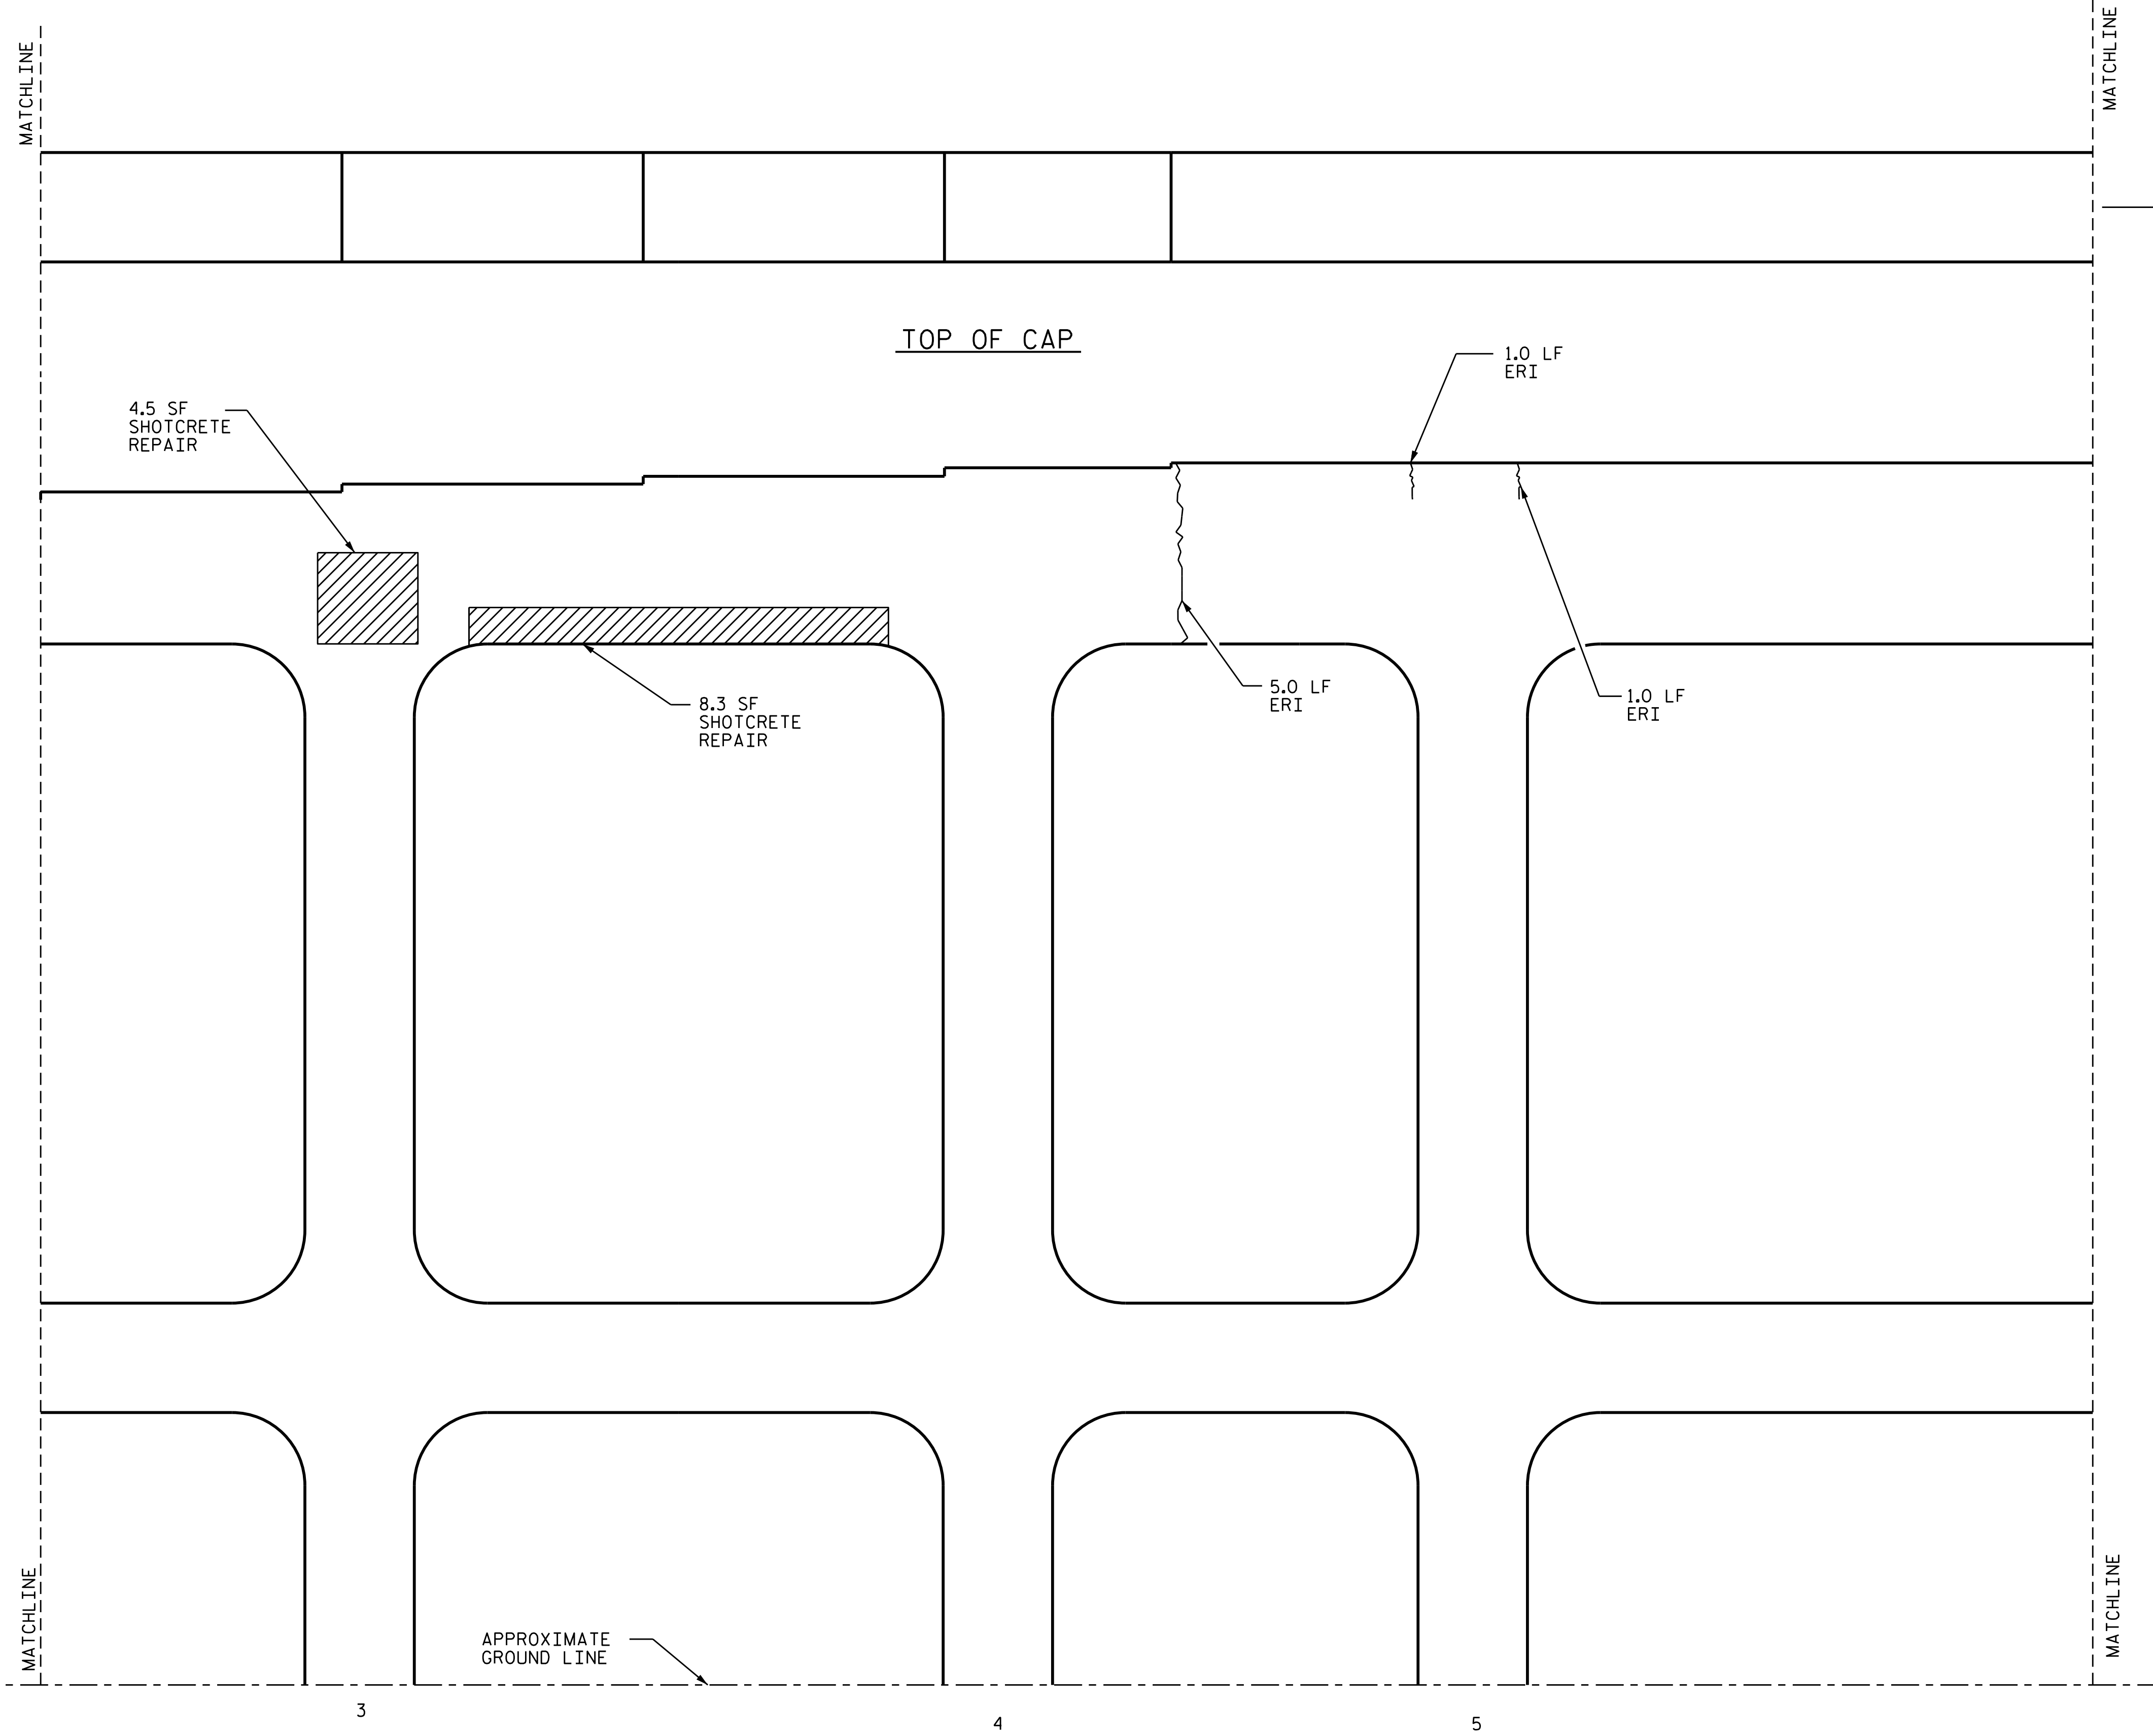 MATCHLINE
MATCHLINE
TOP OF CAP
1.0 LF
ERI
4.5 SF
SHOTCRETE
REPAIR
5.0 LF
ERI
1.0 LF
ERI
8.3 SF
SHOTCRETE
REPAIR
MATCHLINE
MATCHLINE
APPROXIMATE
GROUND LINE
3
4
5